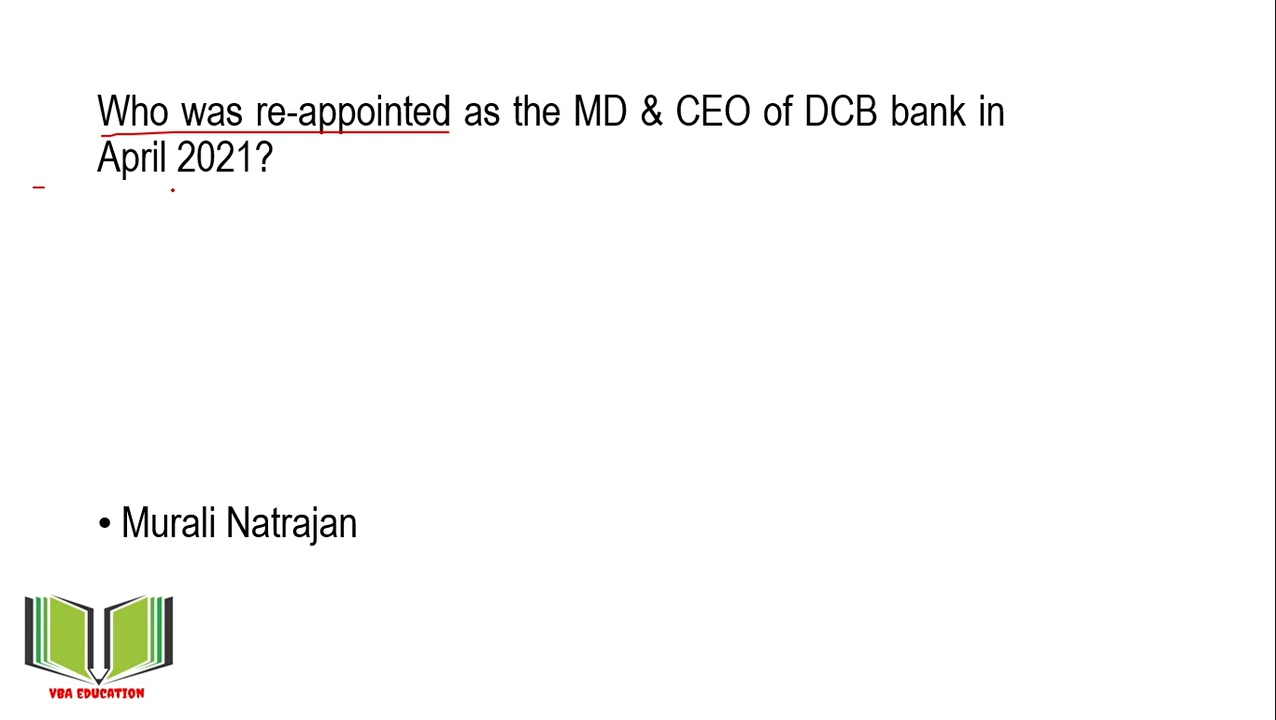 Who was re-appointed as the MD & CEO of DCB bank in
April 2021?
• Murali Natrajan
VBA EDUCATION